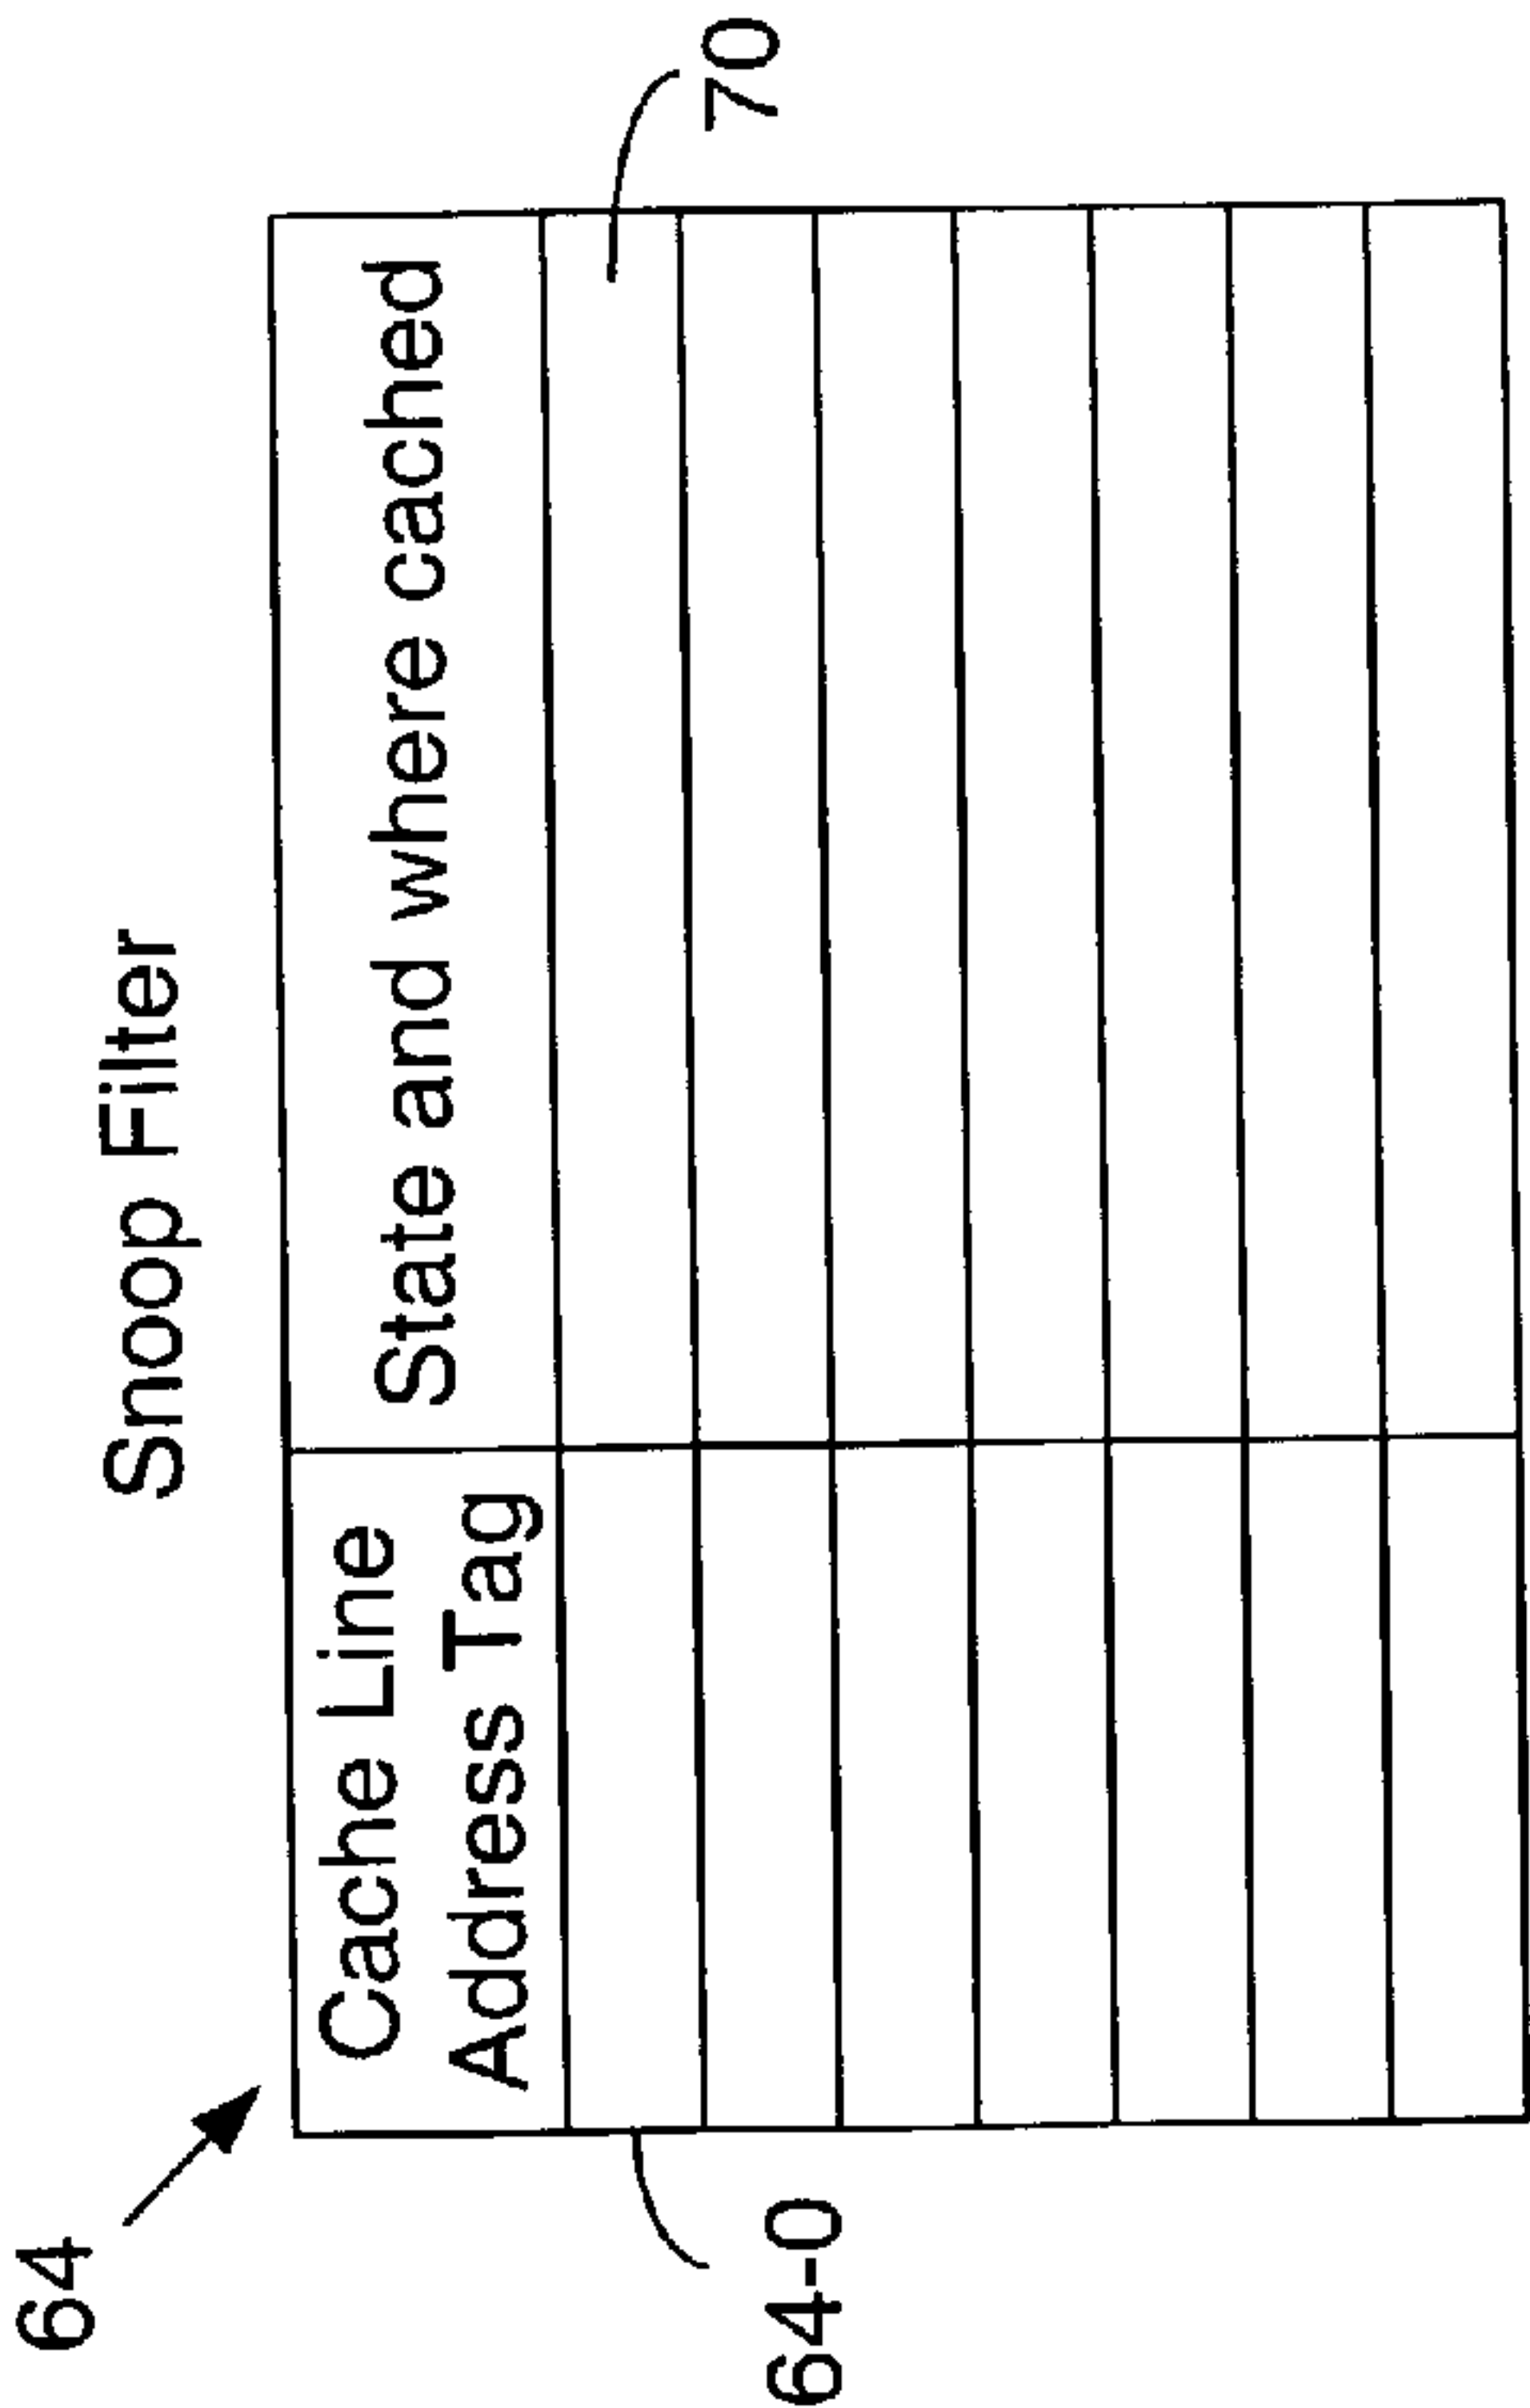 Snoop Filter
64
Cache Line
Address Tag
State and where cached
64-0
70